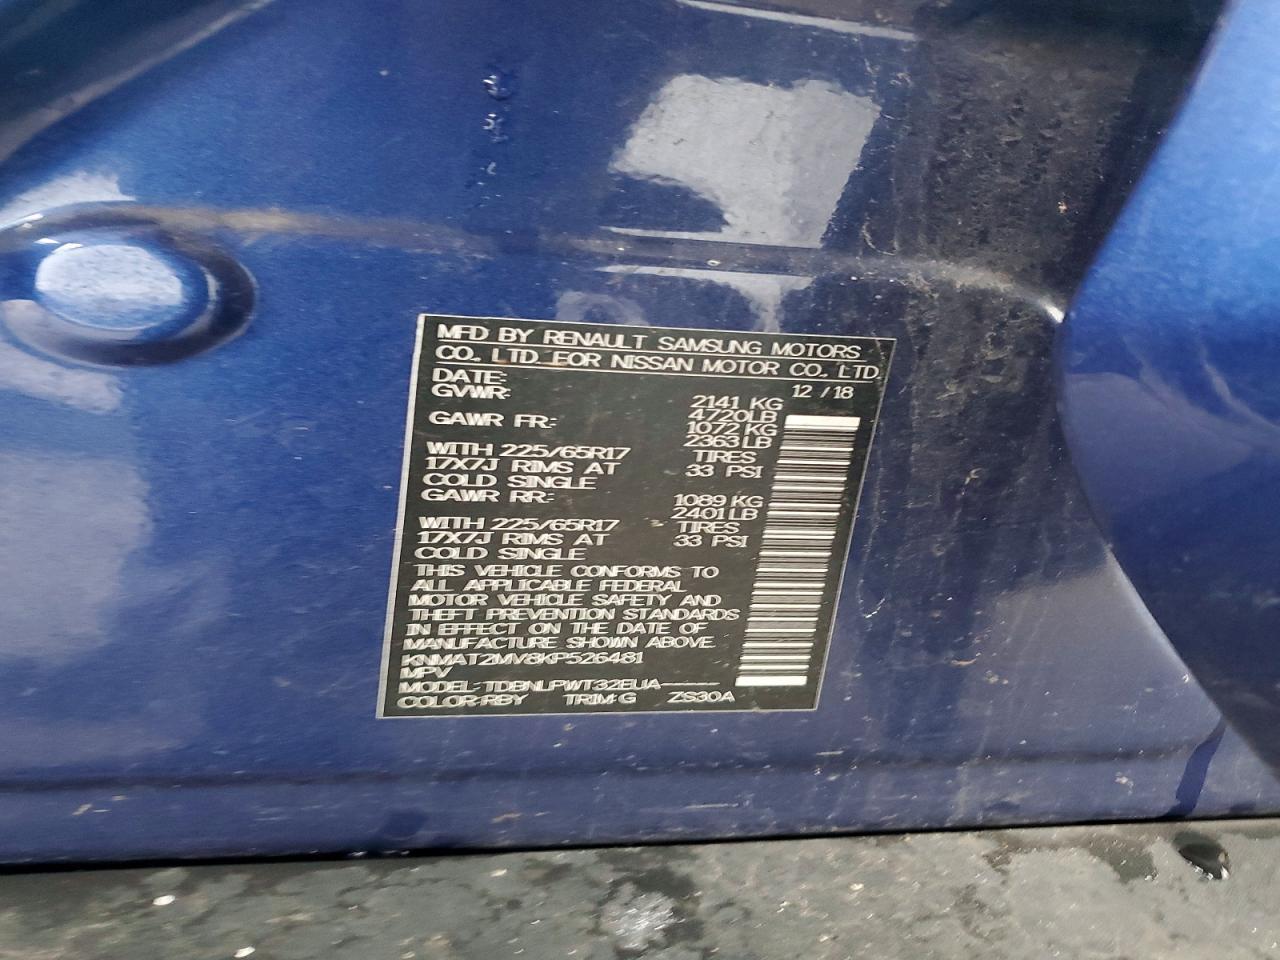 MFD BY RENAULT SAMSUNG MOTORS
CO., LTD. FOR NISSAN MOTOR CO., LTD.
DATE: 12 / 18
GVWR: 2141 KG
4720LB
GAWR FR: 1072 KG
2363 LB
WITH 225/65R17 TIRES
17X7J RIMS AT 33 PSI
COLD SINGLE
GAWR RR: 1089 KG
2401 LB
WITH 225/65R17 TIRES
17X7J RIMS AT 33 PSI
COLD SINGLE
THIS VEHICLE CONFORMS TO
ALL APPLICABLE FEDERAL
MOTOR VEHICLE SAFETY AND
THEFT PREVENTION STANDARDS
IN EFFECT ON THE DATE OF
MANUFACTURE SHOWN ABOVE.
KNMAT2MV8KP526481
MPV
MODEL: TDBNLPWT32EUA-----
COLOR:RBY TRIM:G ZS30A